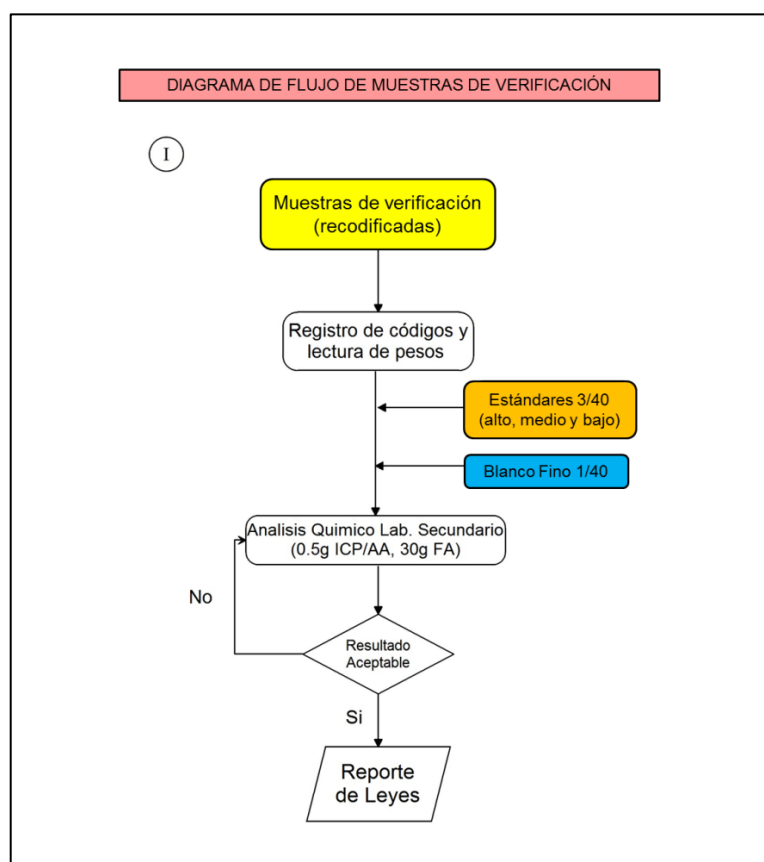 DIAGRAMA DE FLUJO DE MUESTRAS DE VERIFICACIÓN
I
Muestras de verificación
(recodificadas)
Registro de códigos y
lectura de pesos
Estándares 3/40
(alto, medio y bajo)
Blanco Fino 1/40
Analisis Quimico Lab. Secundario
(0.5g ICP/AA, 30g FA)
No
Resultado
Aceptable
Si
Reporte
de Leyes